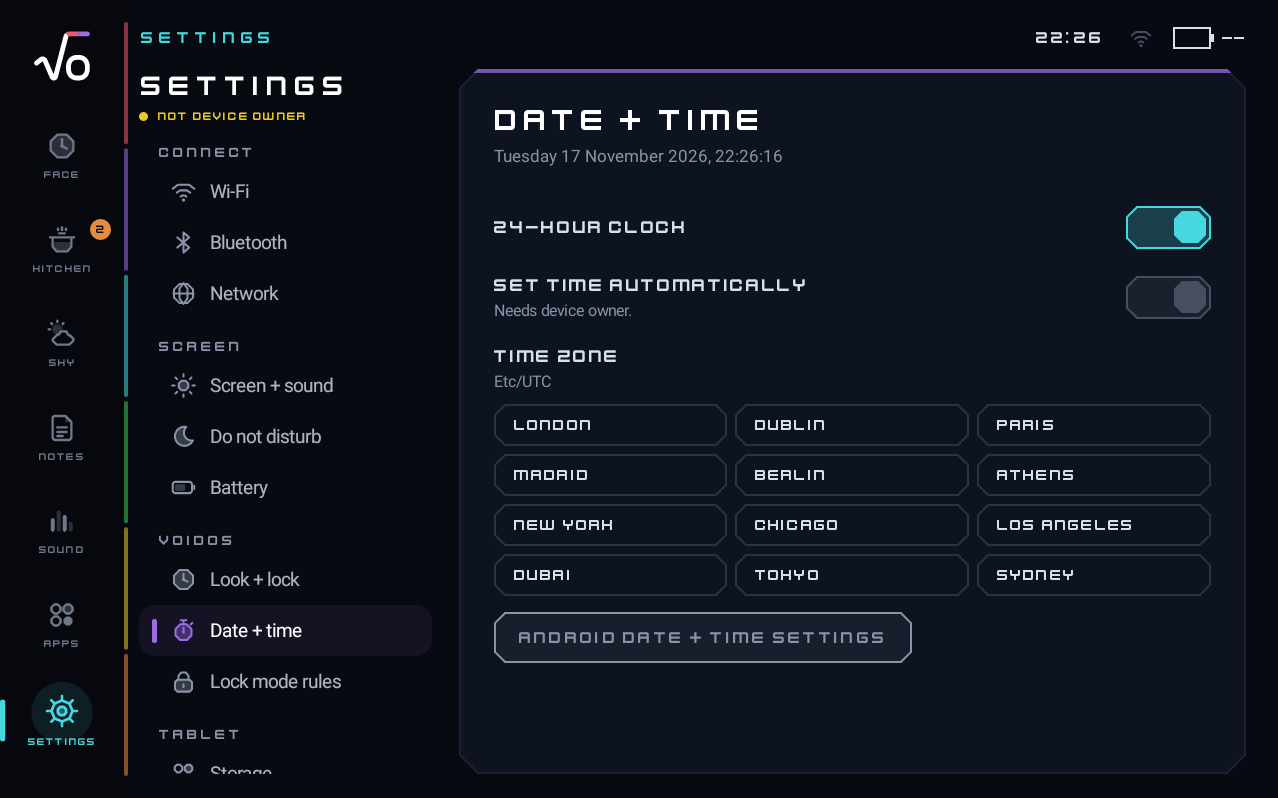 SETTINGS
22:26
--
SETTINGS
NOT DEVICE OWNER
FACE
2
KITCHEN
SKY
NOTES
SOUND
APPS
SETTINGS
CONNECT
Wi-Fi
Bluetooth
Network
SCREEN
Screen + sound
Do not disturb
Battery
VOIDOS
Look + lock
Date + time
Lock mode rules
TABLET
Storage
DATE + TIME
Tuesday 17 November 2026, 22:26:16
24-HOUR CLOCK
SET TIME AUTOMATICALLY
Needs device owner.
TIME ZONE
Etc/UTC
LONDON
DUBLIN
PARIS
MADRID
BERLIN
ATHENS
NEW YORK
CHICAGO
LOS ANGELES
DUBAI
TOKYO
SYDNEY
ANDROID DATE + TIME SETTINGS